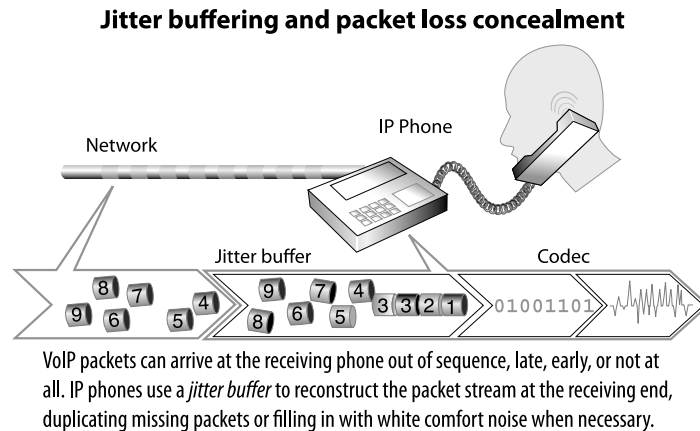 Jitter buffering and packet loss concealment
IP Phone
Network
Jitter buffer
Codec
8 7 4
9 6 5
9 7 4
8 6 5 3 3 2 1
01001101
VoIP packets can arrive at the receiving phone out of sequence, late, early, or not at
all. IP phones use a jitter buffer to reconstruct the packet stream at the receiving end,
duplicating missing packets or filling in with white comfort noise when necessary.